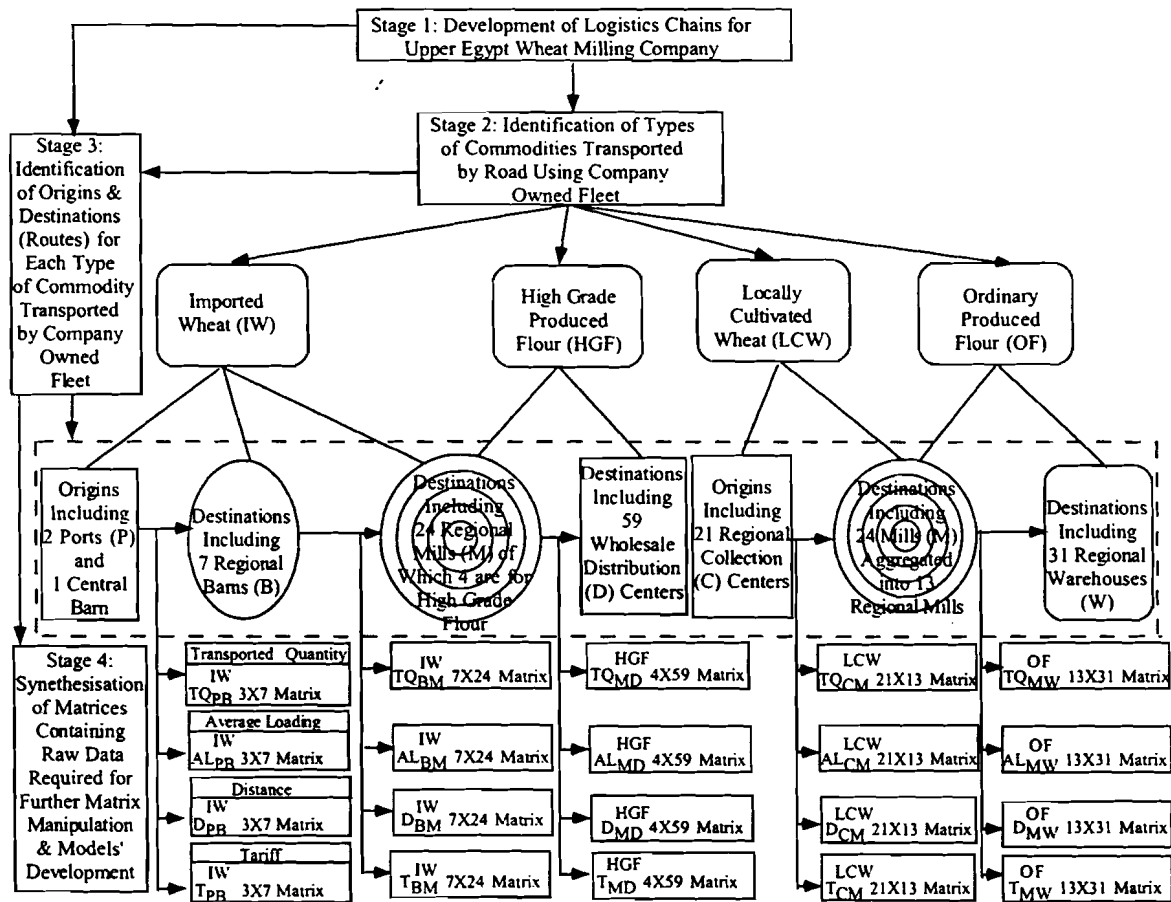 Stage 1: Development of Logistics Chains for
Upper Egypt Wheat Milling Company
Stage 2: Identification of Types
of Commodities Transported
by Road Using Company
Owned Fleet
Stage 3:
Identification
of Origins &
Destinations
(Routes) for
Each Type
of Commodity
Transported
by Company
Owned
Fleet
Imported
Wheat (IW)
High Grade
Produced
Flour (HGF)
Locally
Cultivated
Wheat (LCW)
Ordinary
Produced
Flour (OF)
Origins
Including
2 Ports (P)
and
1 Central
Barn
Destinations
Including
7 Regional
Barns (B)
Destinations
Including
24 Regional
Mills (M) of
Which 4 are for
High Grade
Flour
Destinations
Including
59
Wholesale
Distribution
(D) Centers
Origins
Including
21 Regional
Collection
(C) Centers
Destinations
Including
24 Mills (M)
Aggregated
into 13
Regional Mills
Destinations
Including
31 Regional
Warehouses
(W)
Stage 4:
Synethesisation
of Matrices
Containing
Raw Data
Required for
Further Matrix
Manipulation
& Models'
Development
Transported Quantity
IW
TQPB 3X7 Matrix
Average Loading
IW
ALPB 3X7 Matrix
Distance
IW
DPB 3X7 Matrix
Tariff
IW
TPB 3X7 Matrix
IW
TQBM 7X24 Matrix
IW
ALBM 7X24 Matrix
IW
DBM 7X24 Matrix
IW
TBM 7X24 Matrix
HGF
TQMD 4X59 Matrix
HGF
ALMD 4X59 Matrix
HGF
DMD 4X59 Matrix
HGF
TMD 4X59 Matrix
LCW
TQCM 21X13 Matrix
LCW
ALCM 21X13 Matrix
LCW
DCM 21X13 Matrix
LCW
TCM 21X13 Matrix
OF
TQMW 13X31 Matrix
OF
ALMW 13X31 Matrix
OF
DMW 13X31 Matrix
OF
TMW 13X31 Matrix